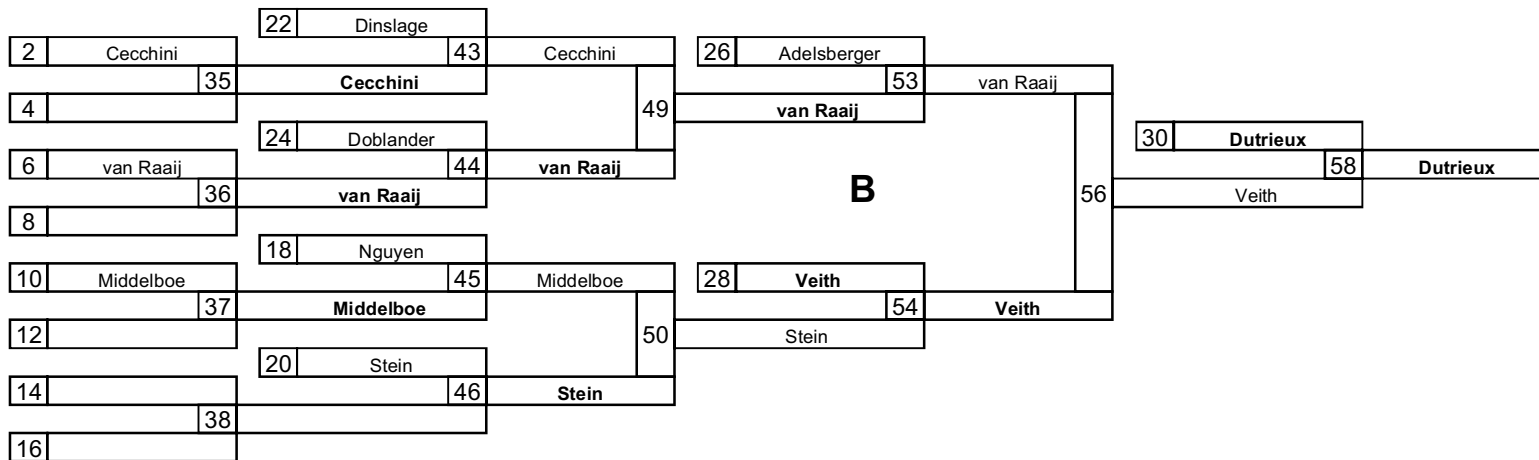 22 Dinslage
2 Cecchini 43 Cecchini 26 Adelsberger
35 Cecchini 53 van Raaij
4 49 van Raaij
24 Doblander 30 Dutrieux
6 van Raaij 44 van Raaij 58 Dutrieux
36 van Raaij B 56 Veith
8
18 Nguyen
10 Middelboe 45 Middelboe 28 Veith
37 Middelboe 54 Veith
12 50 Stein
20 Stein
14 46 Stein
38
16